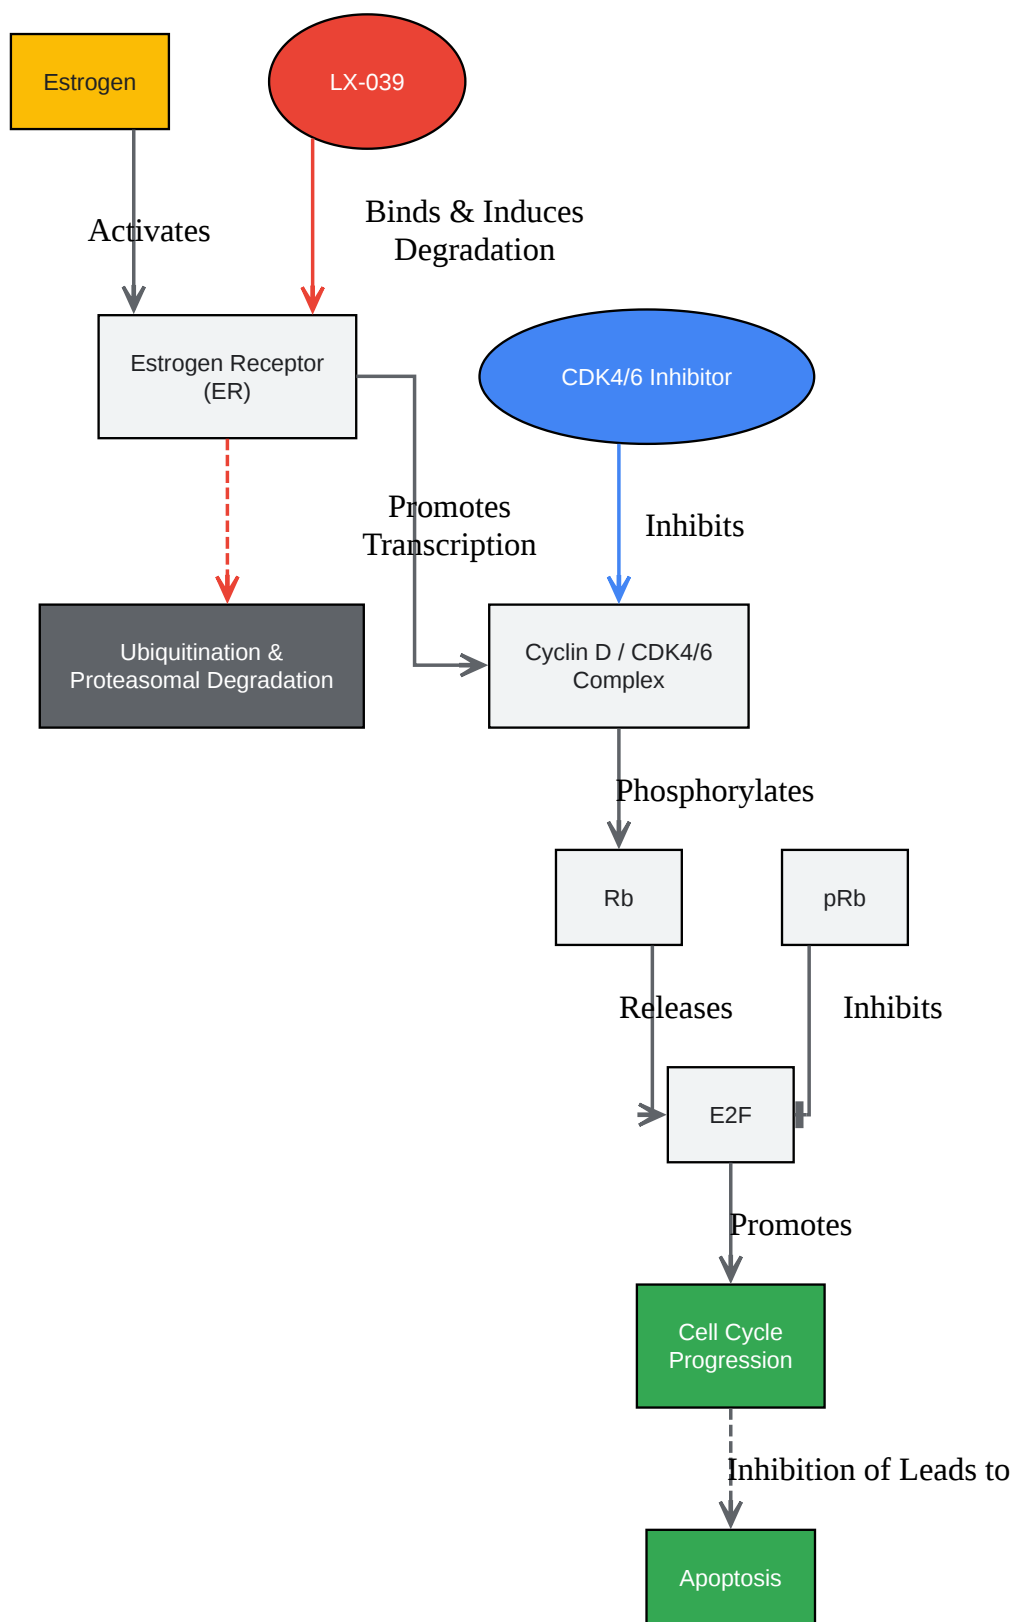 Estrogen
LX-039
Activates
Binds & Induces
Degradation
Estrogen Receptor
(ER)
CDK4/6 Inhibitor
Promotes
Transcription
Inhibits
Ubiquitination &
Proteasomal Degradation
Cyclin D / CDK4/6
Complex
Phosphorylates
Rb
pRb
Releases
Inhibits
E2F
Promotes
Cell Cycle
Progression
Inhibition of Leads to
Apoptosis